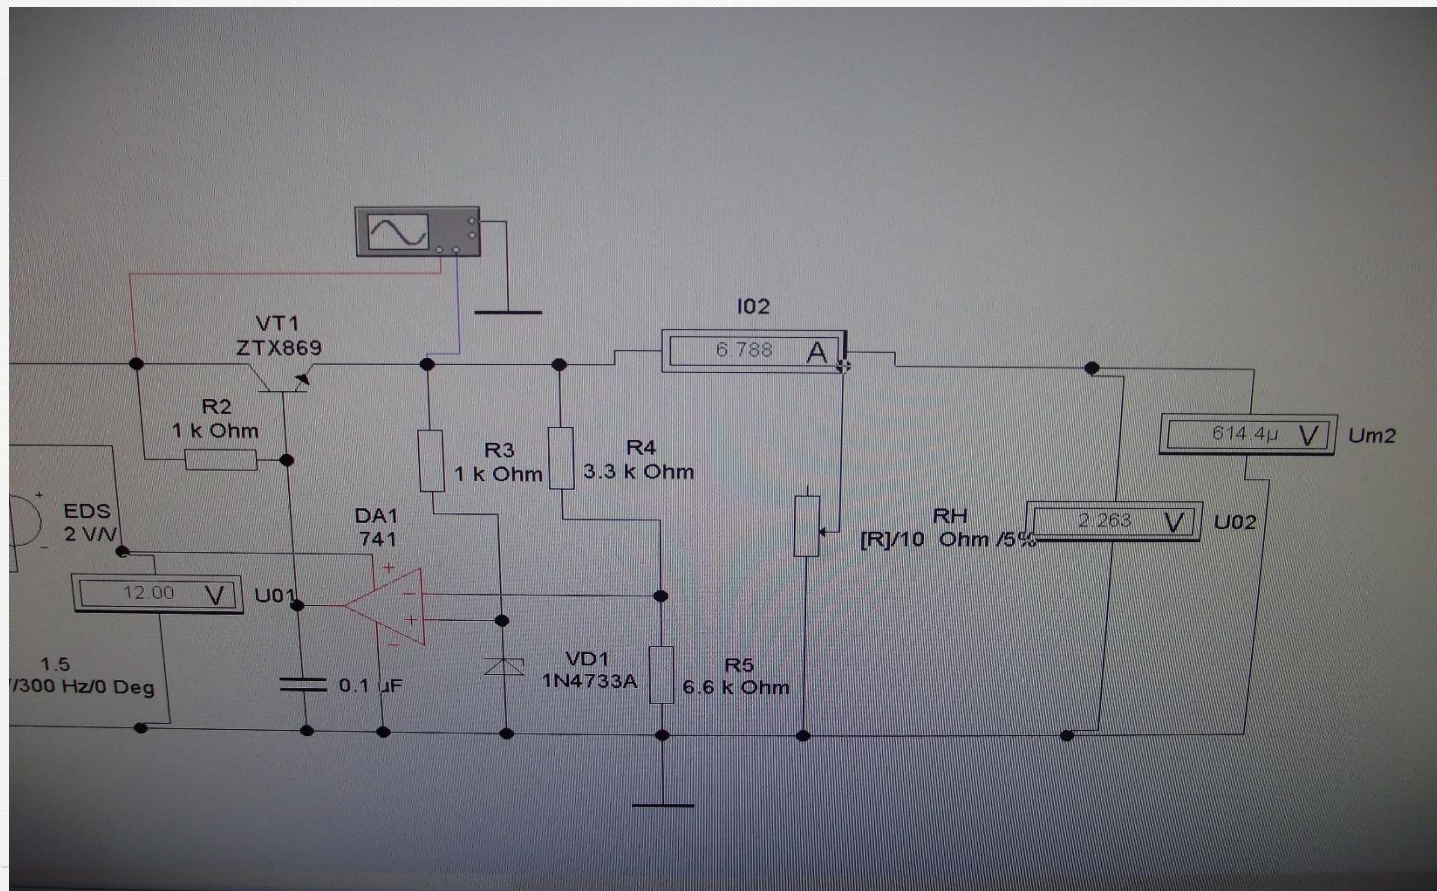 I02
6.788 A
VT1
ZTX869
R2
1 k Ohm
614.4µ V Um2
R3
1 k Ohm
R4
3.3 k Ohm
EDS
2 V/V
+
−
DA1
741
RH
[R]/10 Ohm /5%
2.263 V U02
12.00 V U01
+
−
+
−
1.5
/300 Hz/0 Deg
0.1 µF
VD1
1N4733A
R5
6.6 k Ohm